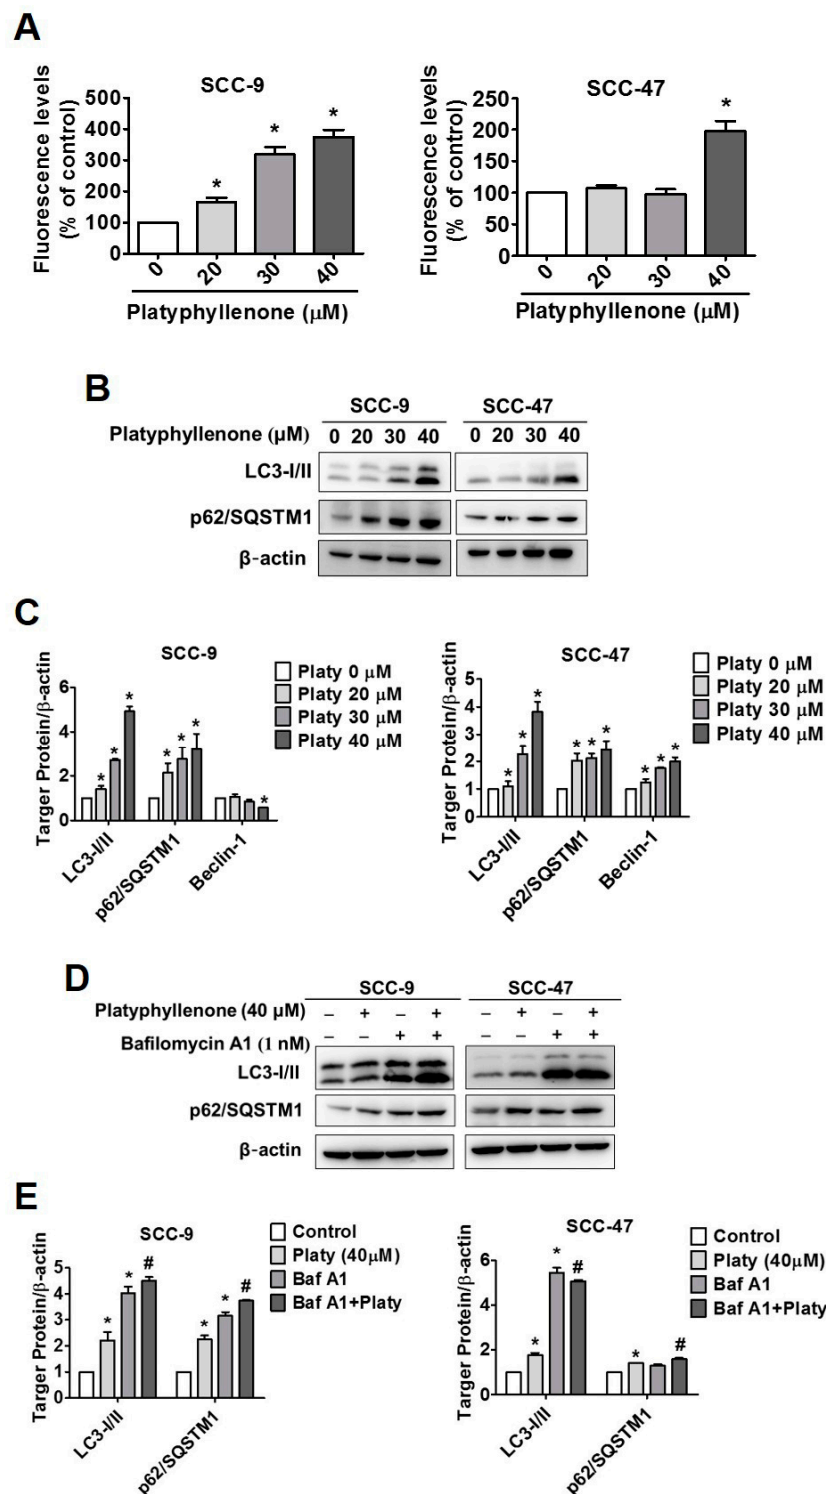 A
SCC-9
Fluorescence levels
(% of control)
500
400
300
200
100
0
*
*
*
0
20
30
40
Platyphyllenone (μM)
SCC-47
Fluorescence levels
(% of control)
250
200
150
100
50
0
*
0
20
30
40
Platyphyllenone (μM)
B
SCC-9 SCC-47
Platyphyllenone (μM) 0 20 30 40 0 20 30 40
LC3-I/II
p62/SQSTM1
β-actin
C
SCC-9
Targer Protein/β-actin
6
4
2
0
* * *
* * *
*
LC3-I/II
p62/SQSTM1
Beclin-1
Platy 0 μM
Platy 20 μM
Platy 30 μM
Platy 40 μM
SCC-47
Targer Protein/β-actin
5
4
3
2
1
0
* * *
* * *
* * *
LC3-I/II
p62/SQSTM1
Beclin-1
Platy 0 μM
Platy 20 μM
Platy 30 μM
Platy 40 μM
D
SCC-9 SCC-47
Platyphyllenone (40 μM) – + – + – + – +
Bafilomycin A1 (1 nM) – – + + – – + +
LC3-I/II
p62/SQSTM1
β-actin
E
SCC-9
Targer Protein/β-actin
5
4
3
2
1
0
* * #
* * #
LC3-I/II
p62/SQSTM1
Control
Platy (40μM)
Baf A1
Baf A1+Platy
SCC-47
Targer Protein/β-actin
6
4
2
0
* * #
* #
LC3-I/II
p62/SQSTM1
Control
Platy (40μM)
Baf A1
Baf A1+Platy